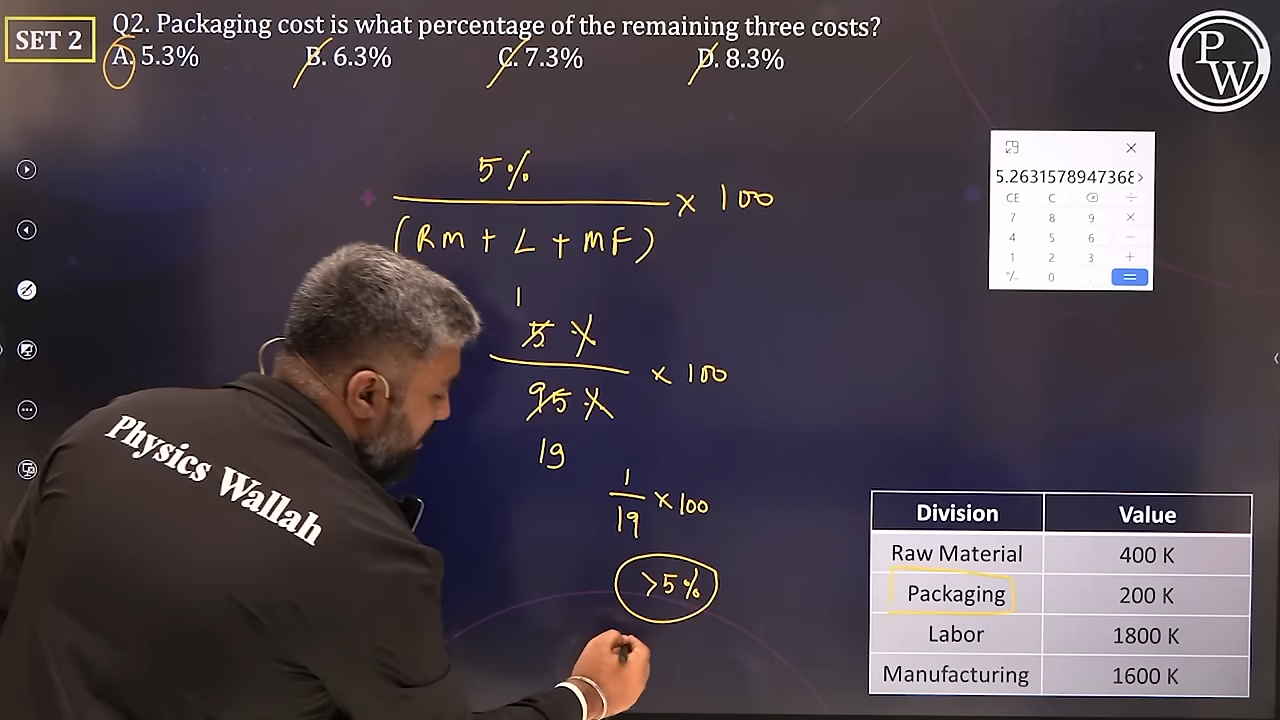 SET 2
Q2. Packaging cost is what percentage of the remaining three costs?
A. 5.3% B. 6.3% C. 7.3% D. 8.3%
PW
5%
(RM + L + MF) × 100
1
5 X
95 X × 100
19
1
19 × 100
>5%
5.2631578947368
CE C ÷
7 8 9 ×
4 5 6 −
1 2 3 +
+/- 0 . =
Physics Wallah
Division Value
Raw Material 400 K
Packaging 200 K
Labor 1800 K
Manufacturing 1600 K